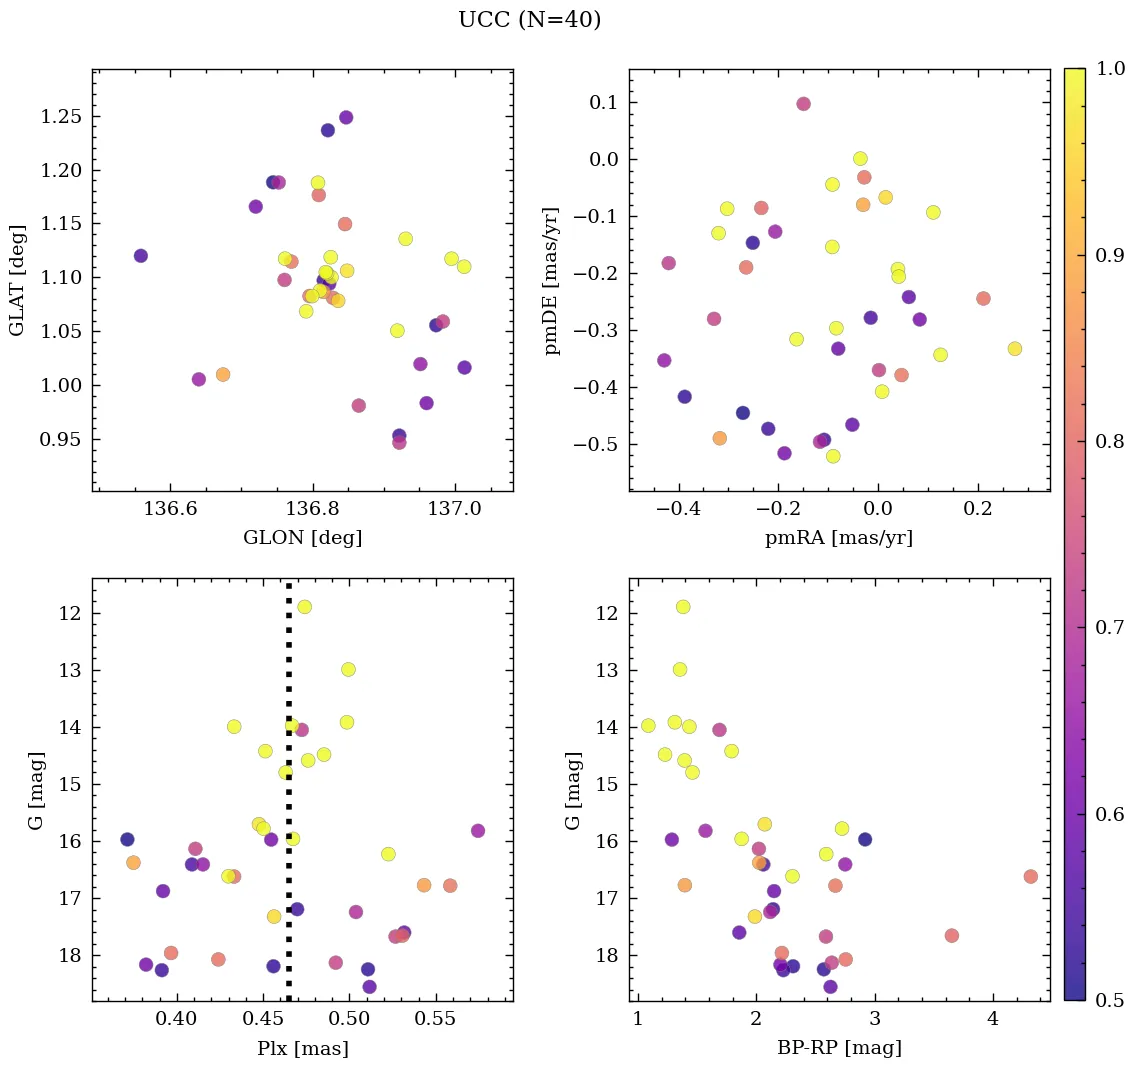 UCC (N=40)
1.25
1.20
1.15
1.10
1.05
1.00
0.95
GLAT [deg]
136.6 136.8 137.0
GLON [deg]
0.1
0.0
−0.1
−0.2
−0.3
−0.4
−0.5
pmDE [mas/yr]
−0.4 −0.2 0.0 0.2
pmRA [mas/yr]
12
13
14
15
16
17
18
G [mag]
0.40 0.45 0.50 0.55
Plx [mas]
12
13
14
15
16
17
18
G [mag]
1 2 3 4
BP-RP [mag]
1.0
0.9
0.8
0.7
0.6
0.5